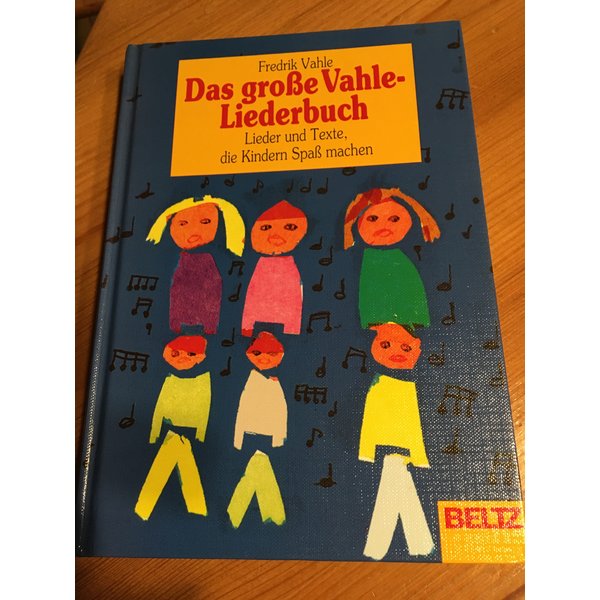 Fredrik Vahle
Das große Vahle-
Liederbuch
Lieder und Texte,
die Kindern Spaß machen
BELTZ